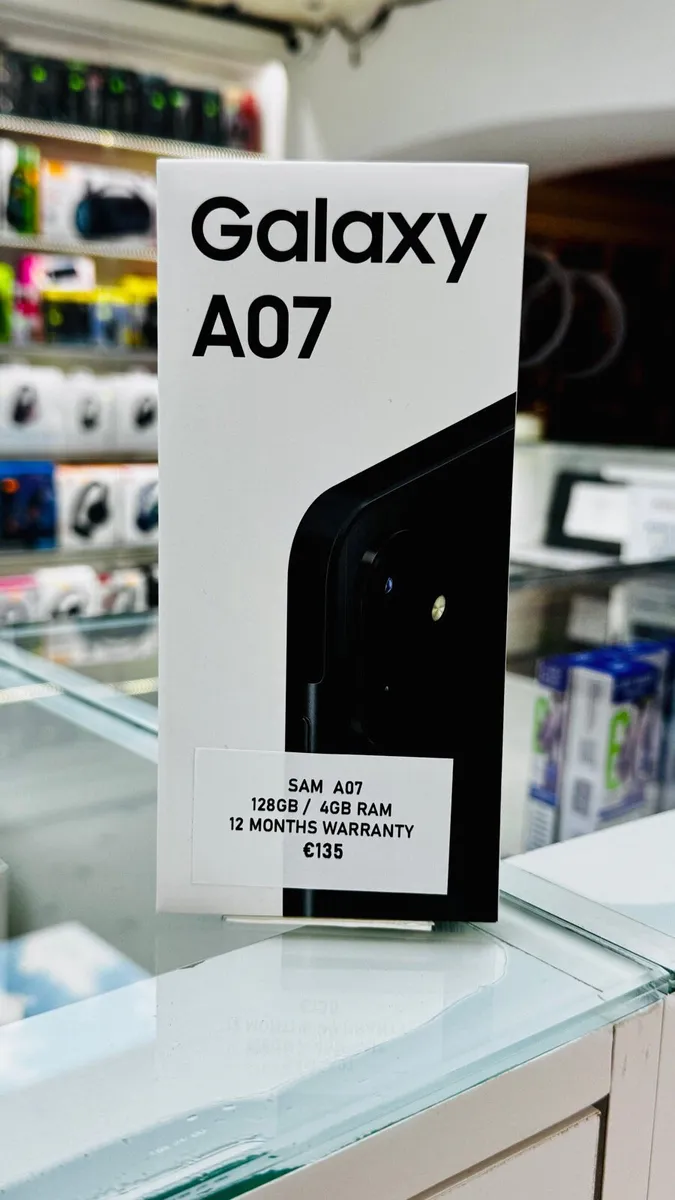 Galaxy
A07
SAM A07
128GB / 4GB RAM
12 MONTHS WARRANTY
€135